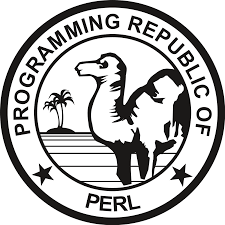 PROGRAMMING REPUBLIC OF
PERL